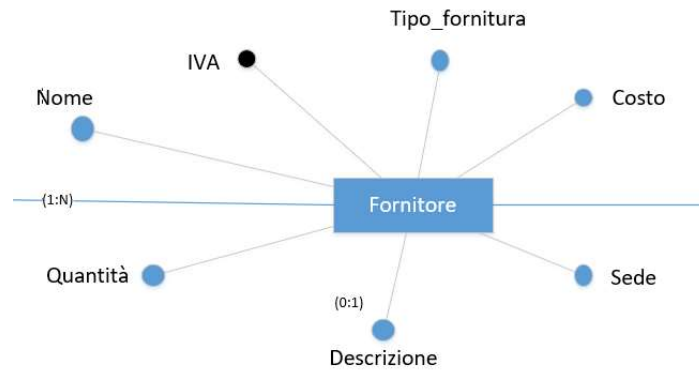 Tipo_fornitura
IVA
Nome
Costo
(1:N)
Fornitore
Quantità
Sede
(0:1)
Descrizione